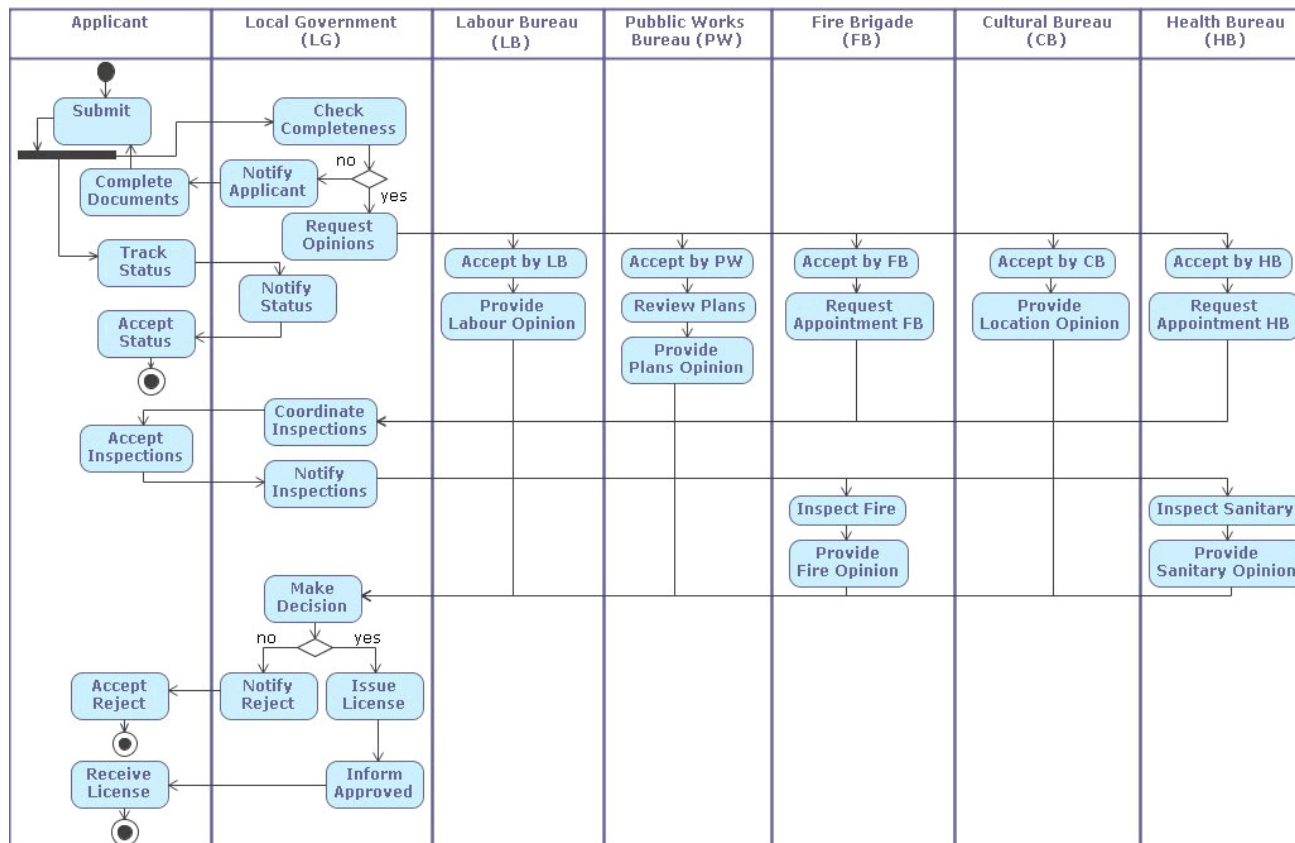 Applicant
Local Government
(LG)
Labour Bureau
(LB)
Pubblic Works
Bureau (PW)
Fire Brigade
(FB)
Cultural Bureau
(CB)
Health Bureau
(HB)
Submit
Check
Completeness
no
yes
Notify
Applicant
Complete
Documents
Request
Opinions
Track
Status
Notify
Status
Accept
Status
Accept by LB
Accept by PW
Accept by FB
Accept by CB
Accept by HB
Provide
Labour Opinion
Review Plans
Request
Appointment FB
Provide
Location Opinion
Request
Appointment HB
Provide
Plans Opinion
Coordinate
Inspections
Accept
Inspections
Notify
Inspections
Inspect Fire
Inspect Sanitary
Provide
Fire Opinion
Provide
Sanitary Opinion
Make
Decision
no
yes
Accept
Reject
Notify
Reject
Issue
License
Receive
License
Inform
Approved